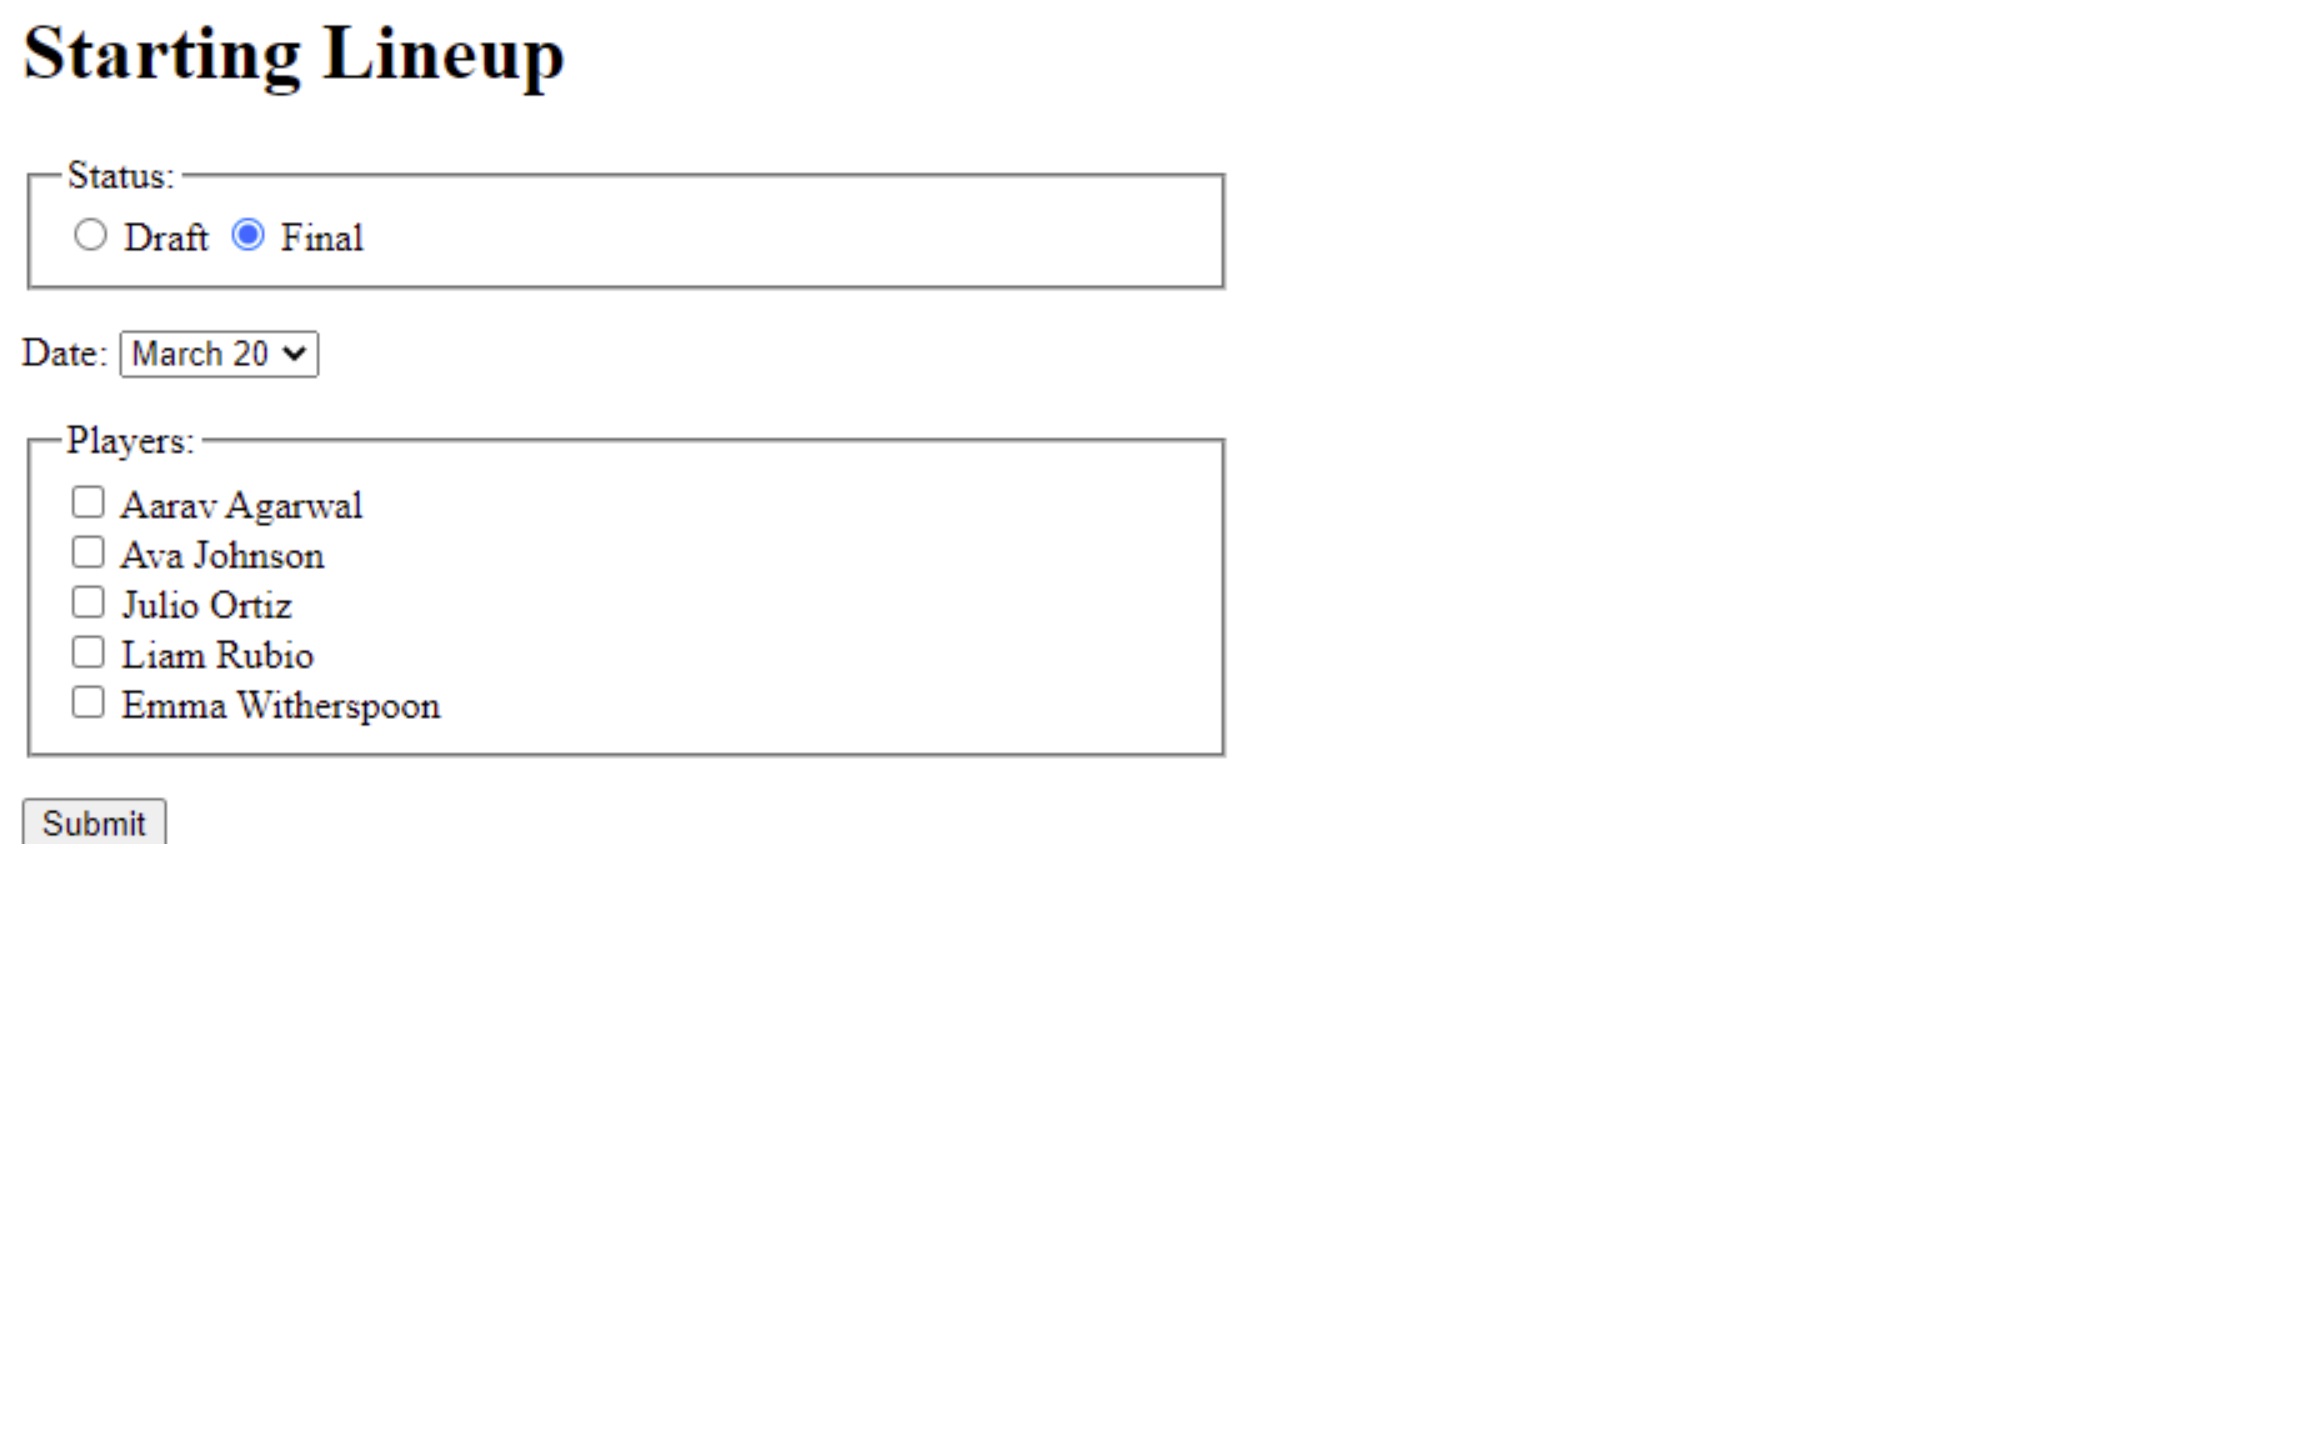 Starting Lineup
Status:
Draft Final
Date: March 20
Players:
Aarav Agarwal
Ava Johnson
Julio Ortiz
Liam Rubio
Emma Witherspoon
Submit